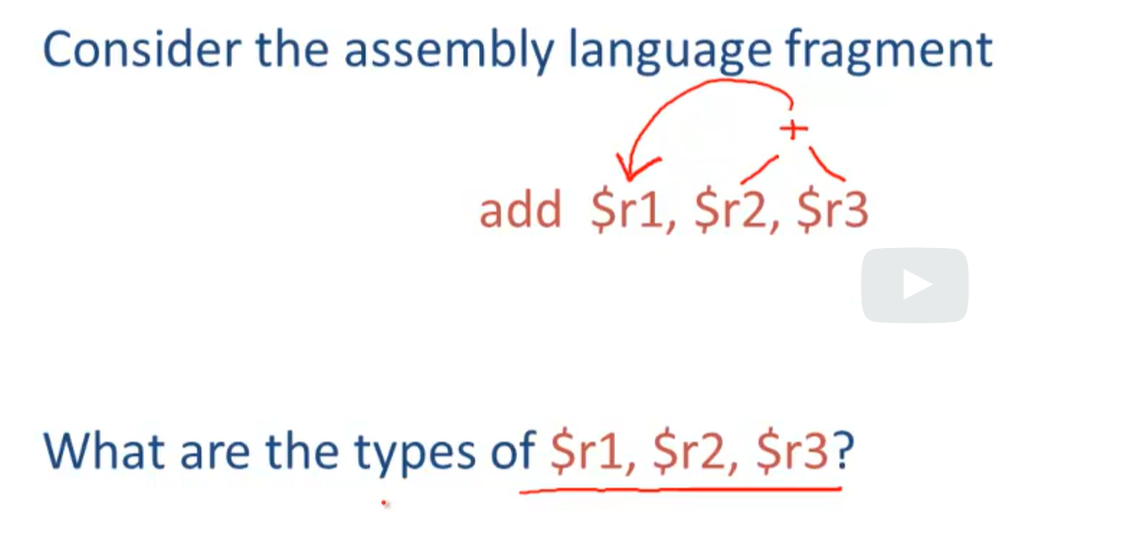 Consider the assembly language fragment
+
add $r1, $r2, $r3
What are the types of $r1, $r2, $r3?